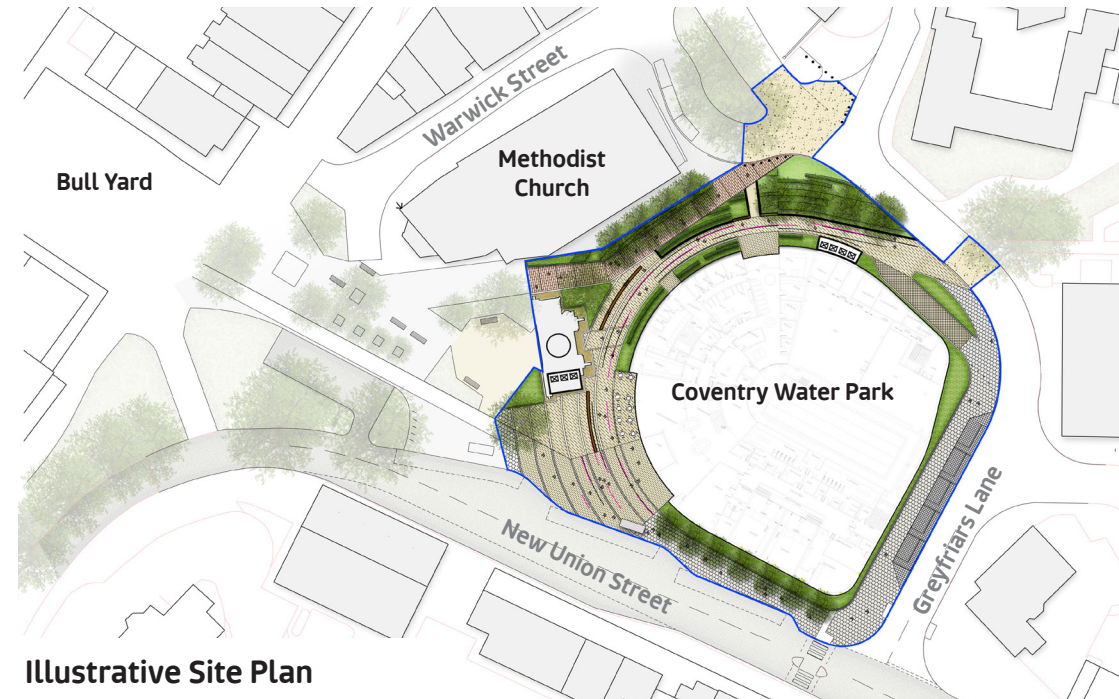 Warwick Street
Methodist
Church
Bull Yard
Coventry Water Park
New Union Street
Greyfriars Lane
Illustrative Site Plan